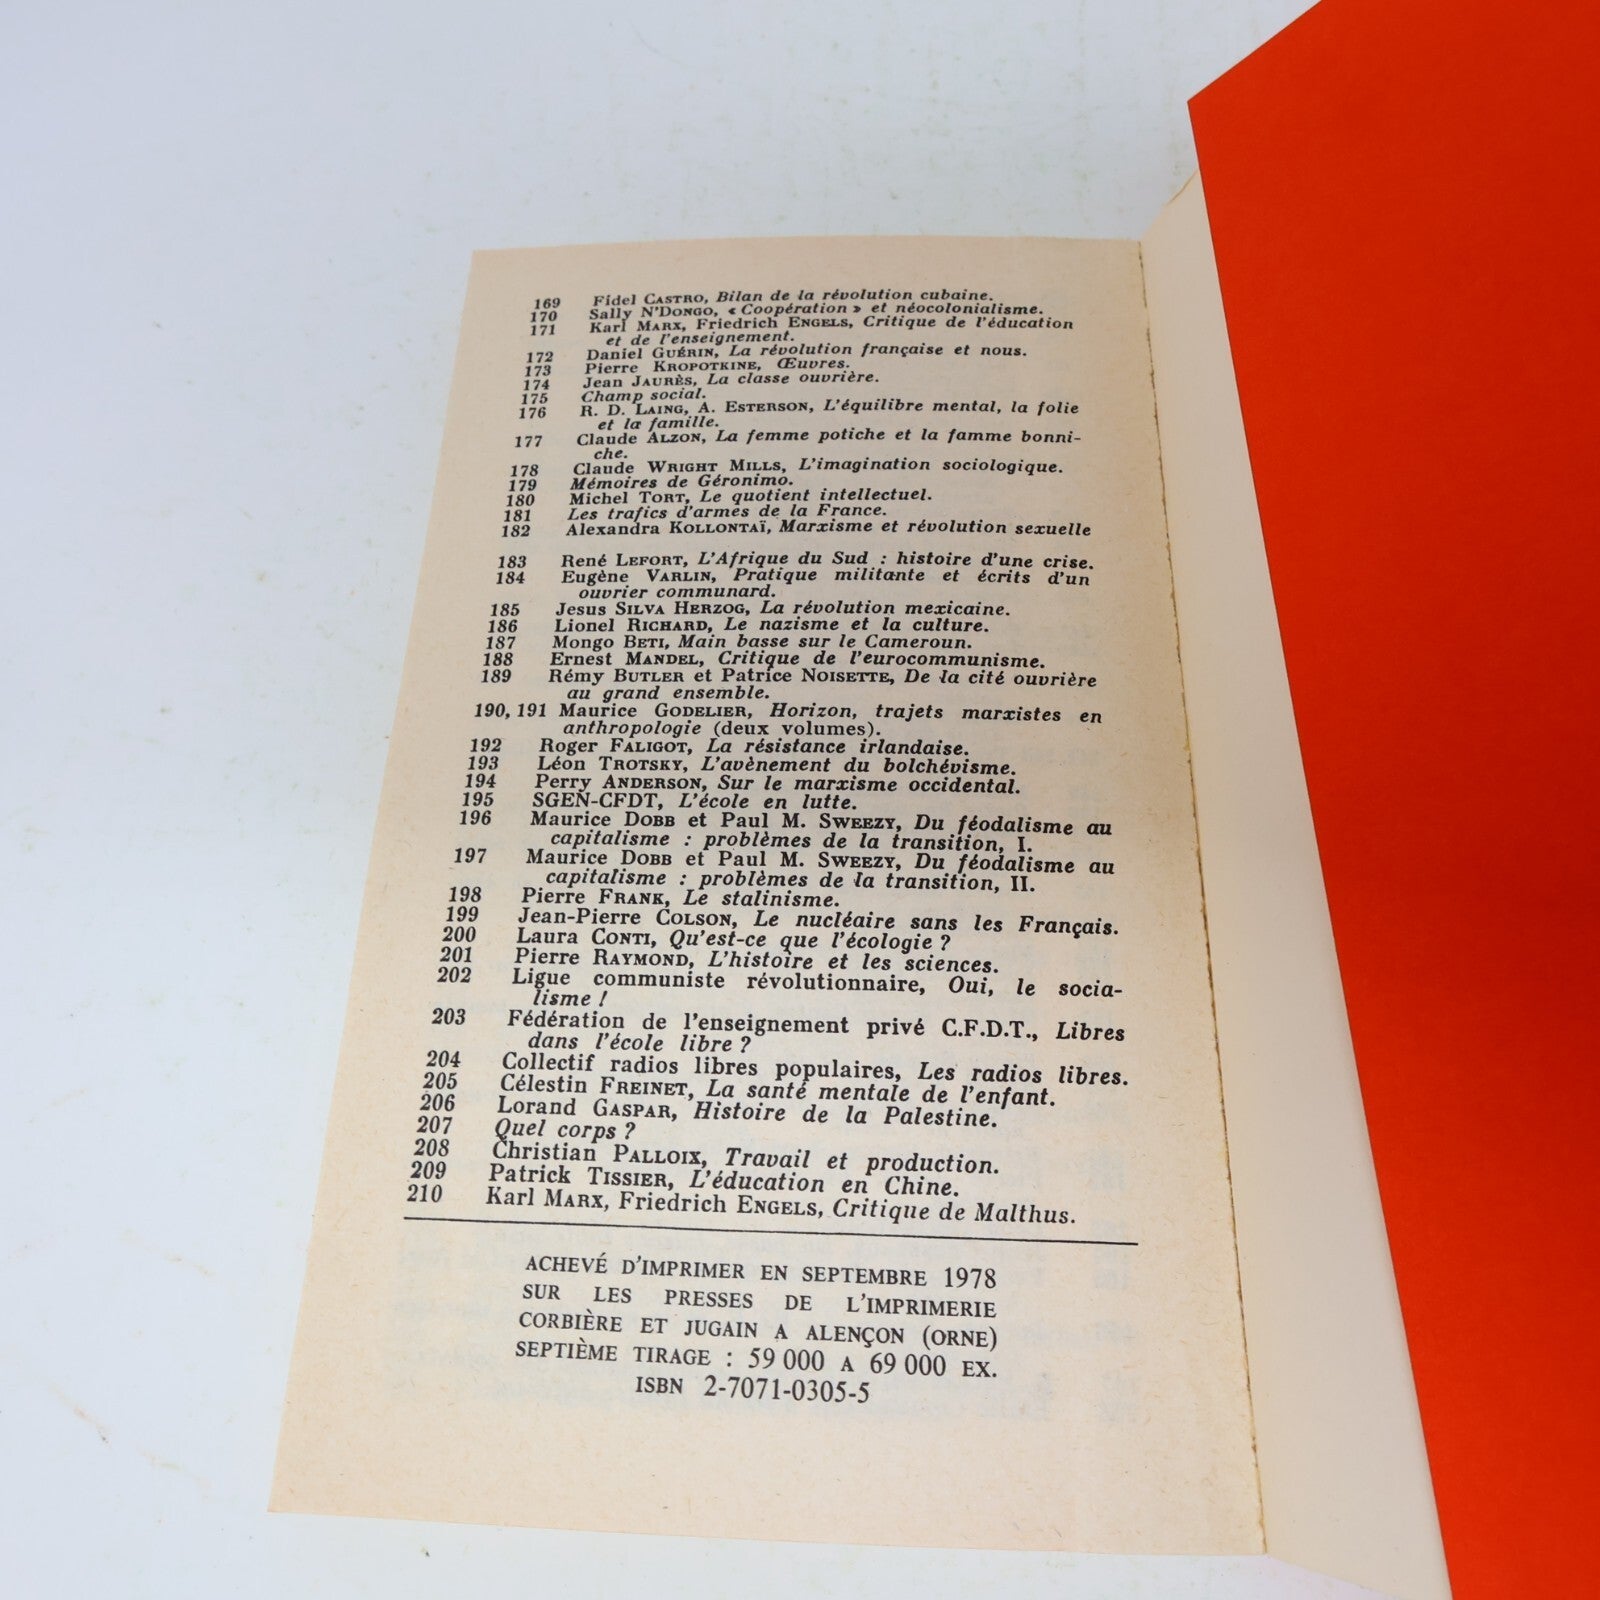 169 Fidel CASTRO, Bilan de la révolution cubaine.
170 Sally N'DONGO, « Coopération » et néocolonialisme.
171 Karl MARX, Friedrich ENGELS, Critique de l'éducation
et de l'enseignement.
172 Daniel GUÉRIN, La révolution française et nous.
173 Pierre KROPOTKINE, Œuvres.
174 Jean JAURÈS, La classe ouvrière.
175 Champ social.
176 R. D. LAING, A. ESTERSON, L'équilibre mental, la folie
et la famille.
177 Claude ALZON, La femme potiche et la famme bonni-
che.
178 Claude WRIGHT MILLS, L'imagination sociologique.
179 Mémoires de Géronimo.
180 Michel TORT, Le quotient intellectuel.
181 Les trafics d'armes de la France.
182 Alexandra KOLLONTAÏ, Marxisme et révolution sexuelle
183 René LEFORT, L'Afrique du Sud : histoire d'une crise.
184 Eugène VARLIN, Pratique militante et écrits d'un
ouvrier communard.
185 Jesus SILVA HERZOG, La révolution mexicaine.
186 Lionel RICHARD, Le nazisme et la culture.
187 Mongo BETI, Main basse sur le Cameroun.
188 Ernest MANDEL, Critique de l'eurocommunisme.
189 Rémy BUTLER et Patrice NOISETTE, De la cité ouvrière
au grand ensemble.
190, 191 Maurice GODELIER, Horizon, trajets marxistes en
anthropologie (deux volumes).
192 Roger FALIGOT, La résistance irlandaise.
193 Léon TROTSKY, L'avènement du bolchévisme.
194 Perry ANDERSON, Sur le marxisme occidental.
195 SGEN-CFDT, L'école en lutte.
196 Maurice DOBB et Paul M. SWEEZY, Du féodalisme au
capitalisme : problèmes de la transition, I.
197 Maurice DOBB et Paul M. SWEEZY, Du féodalisme au
capitalisme : problèmes de la transition, II.
198 Pierre FRANK, Le stalinisme.
199 Jean-Pierre COLSON, Le nucléaire sans les Français.
200 Laura CONTI, Qu'est-ce que l'écologie ?
201 Pierre RAYMOND, L'histoire et les sciences.
202 Ligue communiste révolutionnaire, Oui, le socia-
lisme !
203 Fédération de l'enseignement privé C.F.D.T., Libres
dans l'école libre ?
204 Collectif radios libres populaires, Les radios libres.
205 Célestin FREINET, La santé mentale de l'enfant.
206 Lorand GASPAR, Histoire de la Palestine.
207 Quel corps ?
208 Christian PALLOIX, Travail et production.
209 Patrick TISSIER, L'éducation en Chine.
210 Karl MARX, Friedrich ENGELS, Critique de Malthus.
ACHEVÉ D'IMPRIMER EN SEPTEMBRE 1978
SUR LES PRESSES DE L'IMPRIMERIE
CORBIÈRE ET JUGAIN A ALENÇON (ORNE)
SEPTIÈME TIRAGE : 59 000 A 69 000 EX.
ISBN 2-7071-0305-5